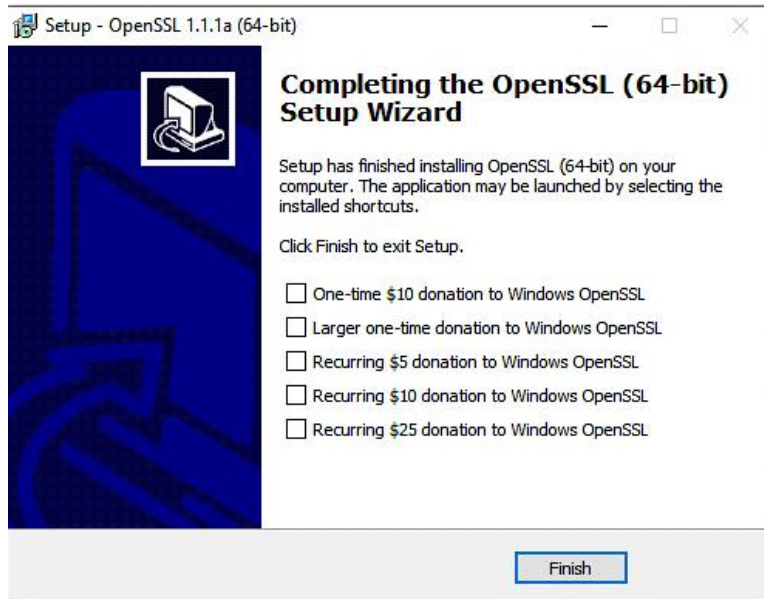 Setup - OpenSSL 1.1.1a (64-bit)
Completing the OpenSSL (64-bit)
Setup Wizard
Setup has finished installing OpenSSL (64-bit) on your
computer. The application may be launched by selecting the
installed shortcuts.
Click Finish to exit Setup.
One-time $10 donation to Windows OpenSSL
Larger one-time donation to Windows OpenSSL
Recurring $5 donation to Windows OpenSSL
Recurring $10 donation to Windows OpenSSL
Recurring $25 donation to Windows OpenSSL
Finish